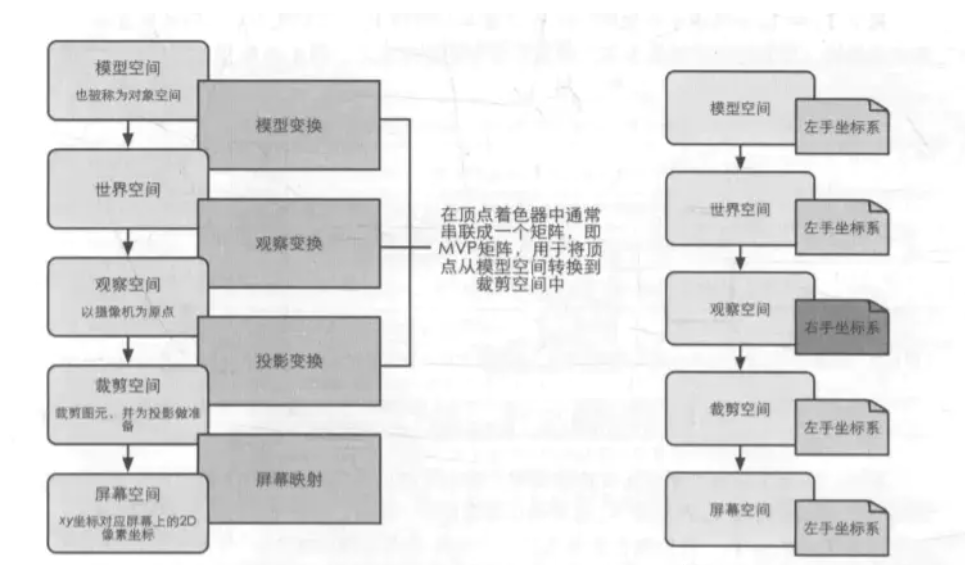 模型空间
也被称为对象空间
模型变换
世界空间
观察变换
观察空间
以摄像机为原点
投影变换
裁剪空间
裁剪图元，并为投影做准
备
屏幕映射
屏幕空间
xy坐标对应屏幕上的2D
像素坐标
在顶点着色器中通常
串联成一个矩阵，即
MVP矩阵，用于将顶
点从模型空间转换到
裁剪空间中
模型空间
左手坐标系
世界空间
左手坐标系
观察空间
右手坐标系
裁剪空间
左手坐标系
屏幕空间
左手坐标系